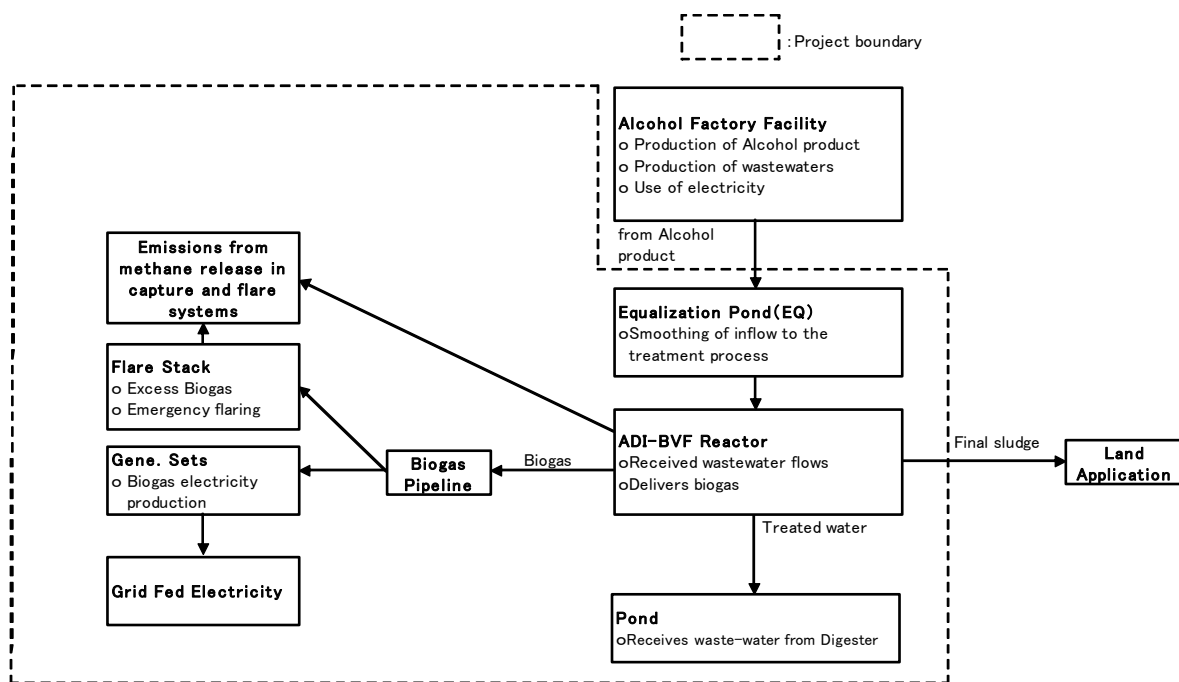 : Project boundary
Alcohol Factory Facility
o Production of Alcohol product
o Production of wastewaters
o Use of electricity
from Alcohol
product
Emissions from
methane release in
capture and flare
systems
Equalization Pond(EQ)
oSmoothing of inflow to the
treatment process
Flare Stack
o Excess Biogas
o Emergency flaring
ADI-BVF Reactor
oReceived wastewater flows
oDelivers biogas
Final sludge
Land
Application
Biogas
Biogas
Pipeline
Gene. Sets
o Biogas electricity
production
Treated water
Grid Fed Electricity
Pond
oReceives waste-water from Digester